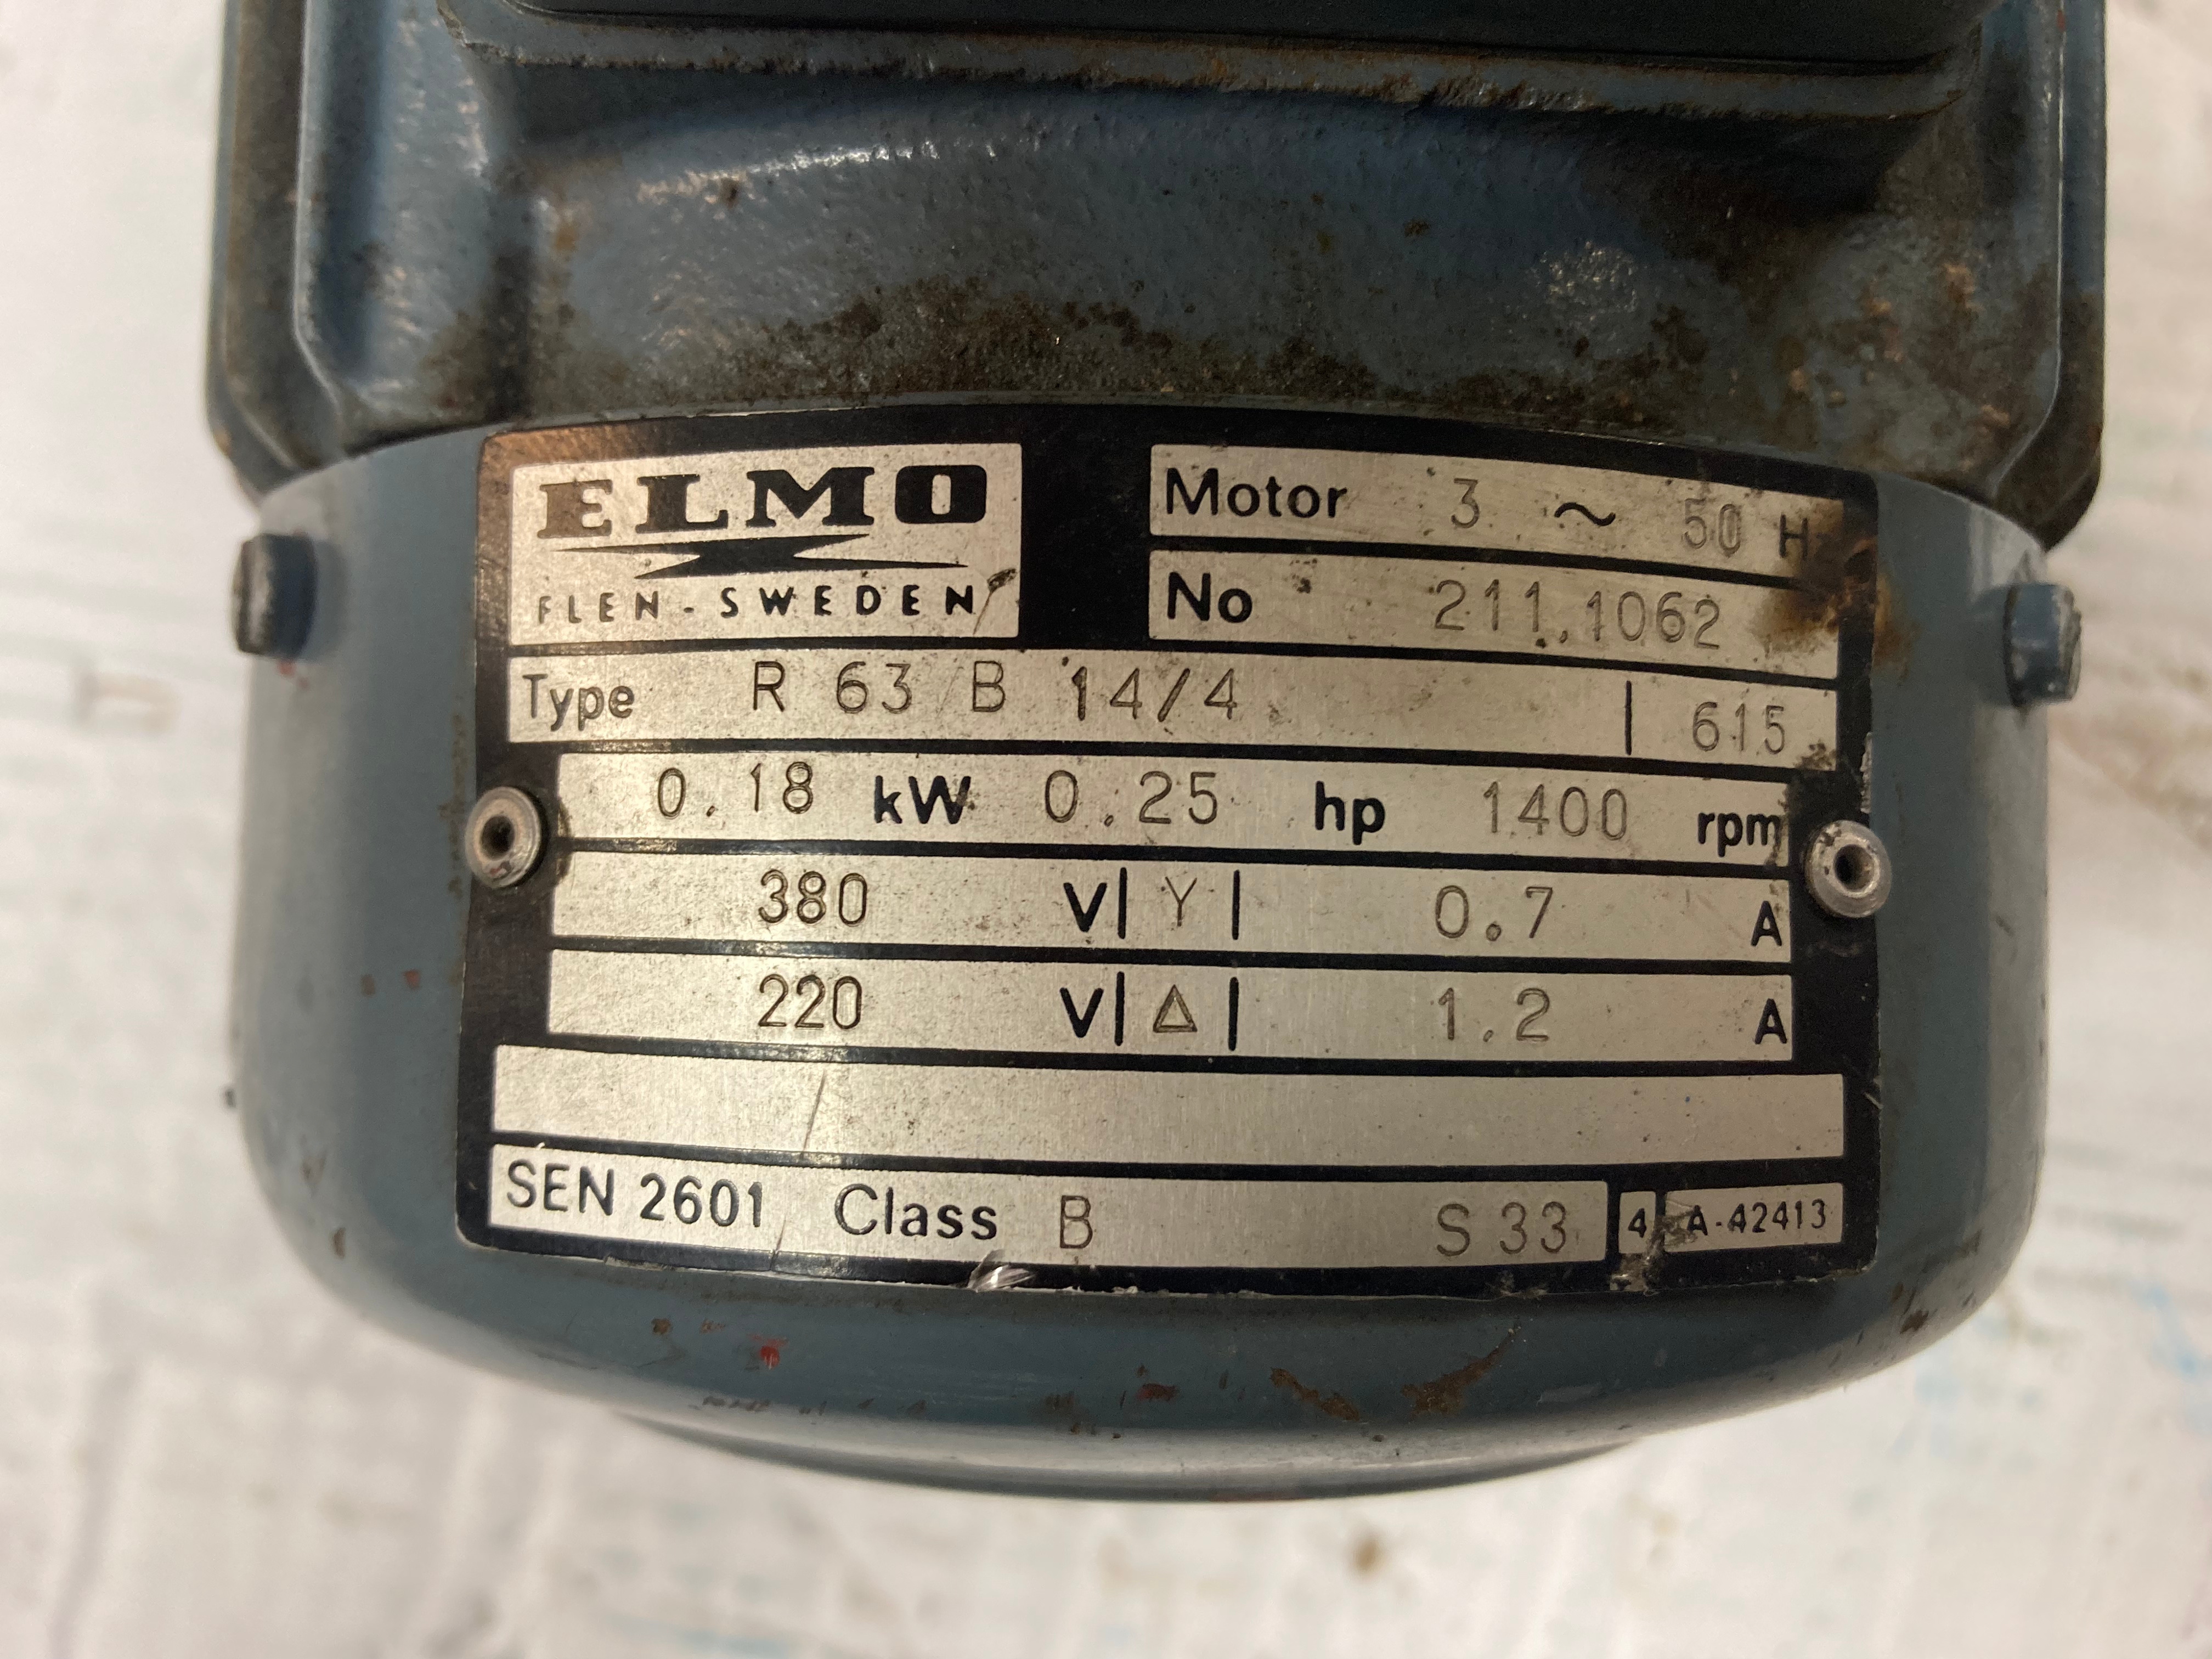 ELMO
FLEN-SWEDEN
Motor 3 ~ 50 H
No 211.1062
Type R 63 B 14/4 | 615
0.18 kW 0.25 hp 1400 rpm
380 V | Y | 0.7 A
220 V | Δ | 1.2 A
SEN 2601 Class B S 33 4 A-42413